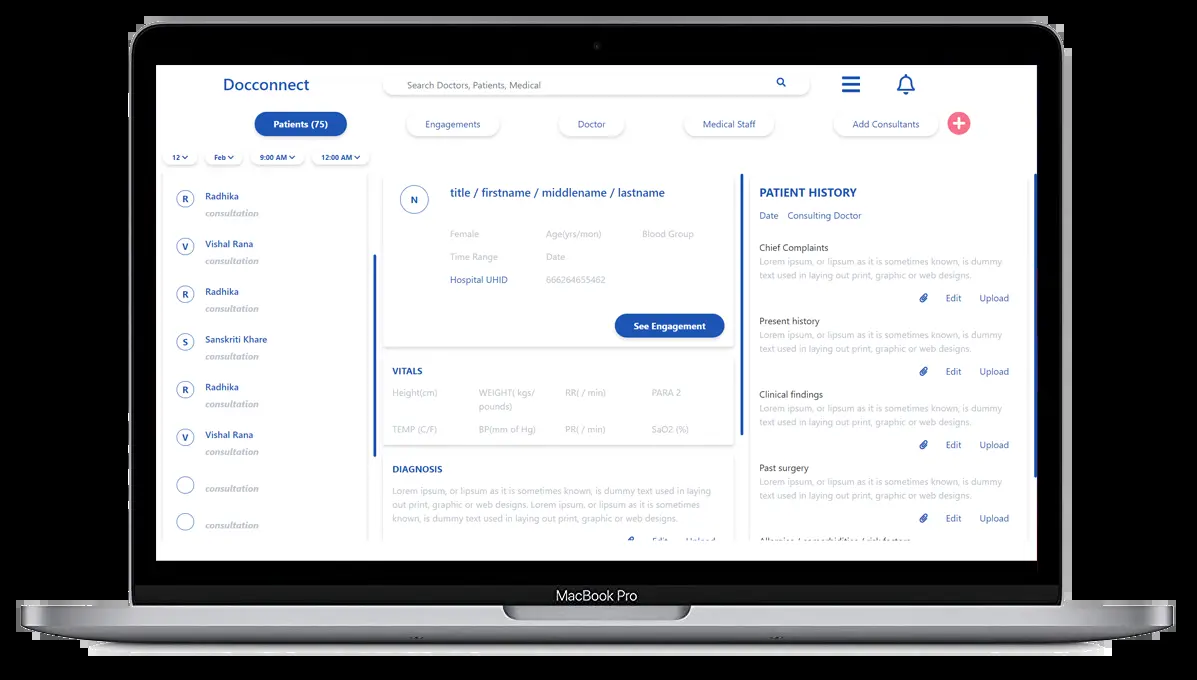 Docconnect
Search Doctors, Patients, Medical
Patients (75)
Engagements
Doctor
Medical Staff
Add Consultants
12
Feb
9:00 AM
12:00 AM
R
Radhika
consultation
V
Vishal Rana
consultation
R
Radhika
consultation
S
Sanskriti Khare
consultation
R
Radhika
consultation
V
Vishal Rana
consultation
consultation
consultation
N
title / firstname / middlename / lastname
Female Age(yrs/mon) Blood Group
Time Range Date
Hospital UHID 666264655462
See Engagement
VITALS
Height(cm) WEIGHT( kgs/ RR( / min) PARA 2
pounds)
TEMP (C/F) BP(mm of Hg) PR( / min) SaO2 (%)
DIAGNOSIS
Lorem ipsum, or lipsum as it is sometimes known, is dummy text used in laying
out print, graphic or web designs. Lorem ipsum, or lipsum as it is sometimes
known, is dummy text used in laying out print, graphic or web designs.
Edit Upload
PATIENT HISTORY
Date Consulting Doctor
Chief Complaints
Lorem ipsum, or lipsum as it is sometimes known, is dummy
text used in laying out print, graphic or web designs.
Edit Upload
Present history
Lorem ipsum, or lipsum as it is sometimes known, is dummy
text used in laying out print, graphic or web designs.
Edit Upload
Clinical findings
Lorem ipsum, or lipsum as it is sometimes known, is dummy
text used in laying out print, graphic or web designs.
Edit Upload
Past surgery
Lorem ipsum, or lipsum as it is sometimes known, is dummy
text used in laying out print, graphic or web designs.
Edit Upload
Allergies / comorbidities / risk factors
MacBook Pro